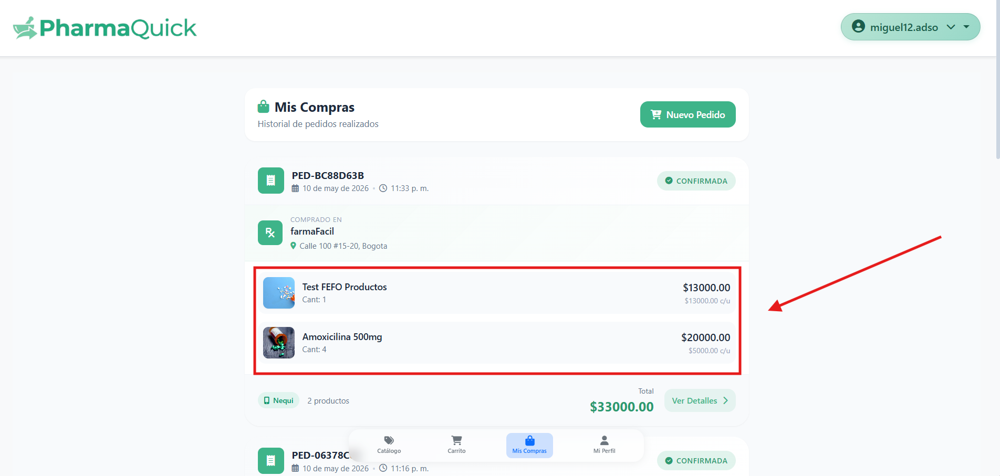 PharmaQuick
miguel12.adso
Mis Compras
Historial de pedidos realizados
Nuevo Pedido
PED-BC88D63B
10 de may de 2026 • 11:33 p. m.
CONFIRMADA
COMPRADO EN
farmaFacil
Calle 100 #15-20, Bogota
Test FEFO Productos
Cant: 1
$13000.00
$13000.00 c/u
Amoxicilina 500mg
Cant: 4
$20000.00
$5000.00 c/u
Nequi
2 productos
Total
$33000.00
Ver Detalles
PED-06378C
10 de may de 2026 • 11:16 p. m.
CONFIRMADA
Catálogo
Carrito
Mis Compras
Mi Perfil